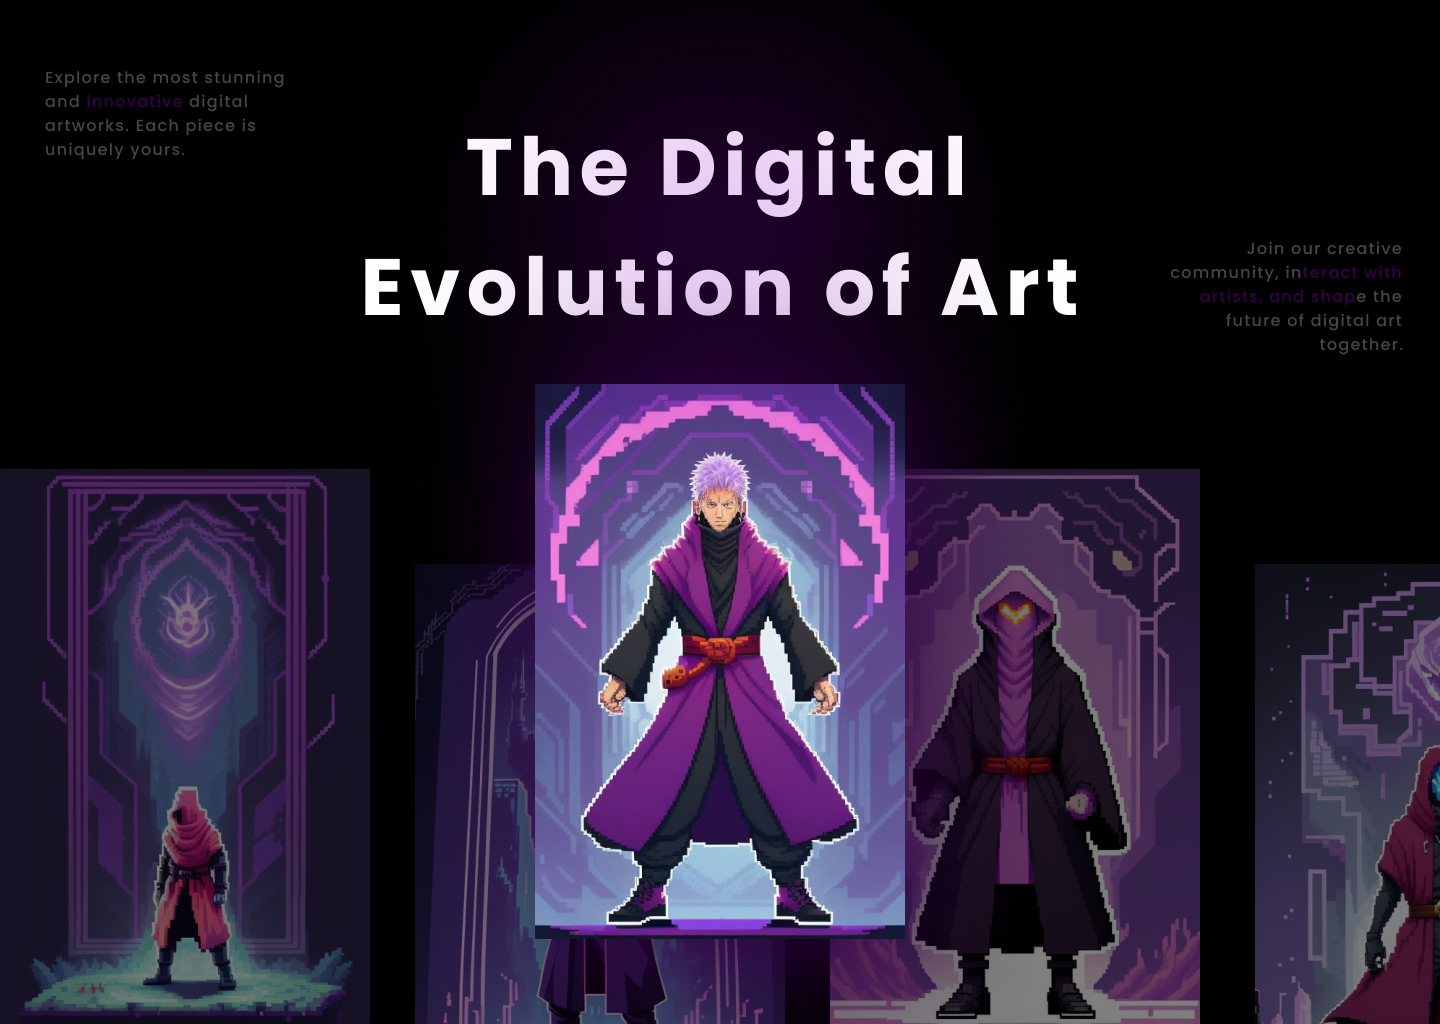 Explore the most stunning
and innovative digital
artworks. Each piece is
uniquely yours.
The Digital
Evolution of Art
Join our creative
community, interact with
artists, and shape the
future of digital art
together.